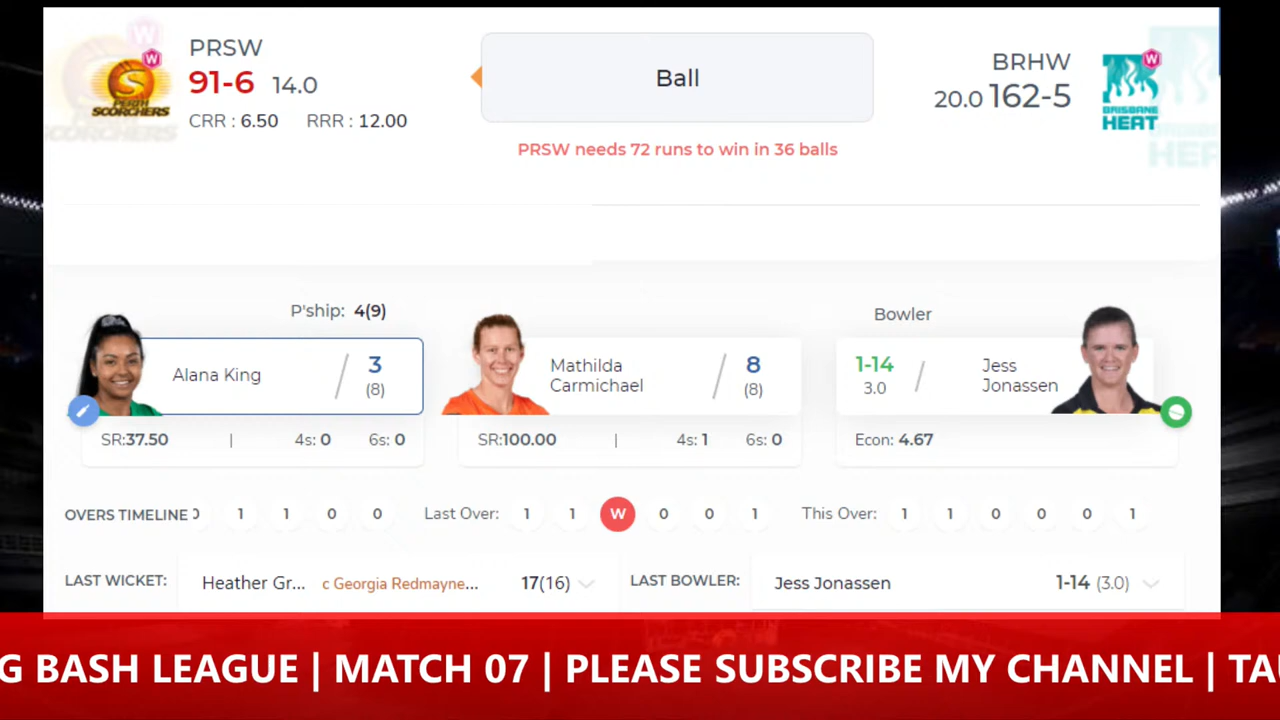 PRSW
91-6 14.0
CRR : 6.50 RRR : 12.00
W
PERTH
SCORCHERS
Ball
PRSW needs 72 runs to win in 36 balls
BRHW
20.0 162-5
W
BRISBANE
HEAT
P'ship: 4(9)
Bowler
Alana King / 3
(8)
SR:37.50 | 4s: 0 6s: 0
Mathilda
Carmichael / 8
(8)
SR:100.00 | 4s: 1 6s: 0
1-14
3.0 / Jess
Jonassen
Econ: 4.67
OVERS TIMELINE 0 1 1 0 0 Last Over: 1 1 W 0 0 1 This Over: 1 1 0 0 0 1
LAST WICKET: Heather Gr... c Georgia Redmayne... 17(16) LAST BOWLER: Jess Jonassen 1-14 (3.0)
G BASH LEAGUE | MATCH 07 | PLEASE SUBSCRIBE MY CHANNEL | TA